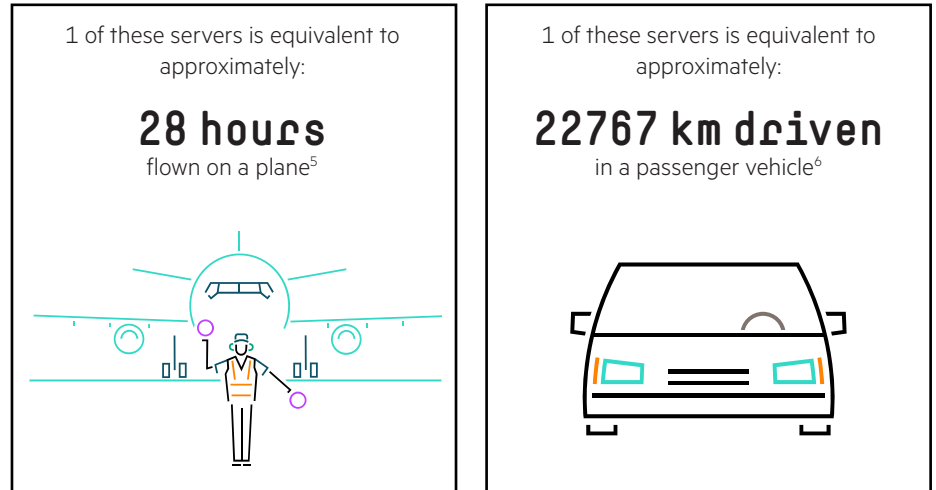 1 of these servers is equivalent to
approximately:
28 hours
flown on a plane⁵
1 of these servers is equivalent to
approximately:
22767 km driven
in a passenger vehicle⁶